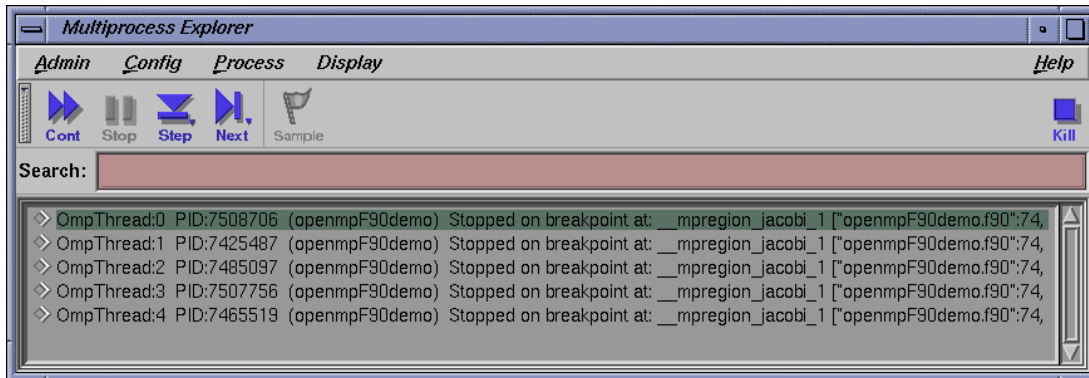 Multiprocess Explorer
Admin Config Process Display Help
Cont Stop Step Next Sample Kill
Search:
OmpThread:0 PID:7508706 (openmpF90demo) Stopped on breakpoint at: __mpregion_jacobi_1 ["openmpF90demo.f90":74,
OmpThread:1 PID:7425487 (openmpF90demo) Stopped on breakpoint at: __mpregion_jacobi_1 ["openmpF90demo.f90":74,
OmpThread:2 PID:7485097 (openmpF90demo) Stopped on breakpoint at: __mpregion_jacobi_1 ["openmpF90demo.f90":74,
OmpThread:3 PID:7507756 (openmpF90demo) Stopped on breakpoint at: __mpregion_jacobi_1 ["openmpF90demo.f90":74,
OmpThread:4 PID:7465519 (openmpF90demo) Stopped on breakpoint at: __mpregion_jacobi_1 ["openmpF90demo.f90":74,